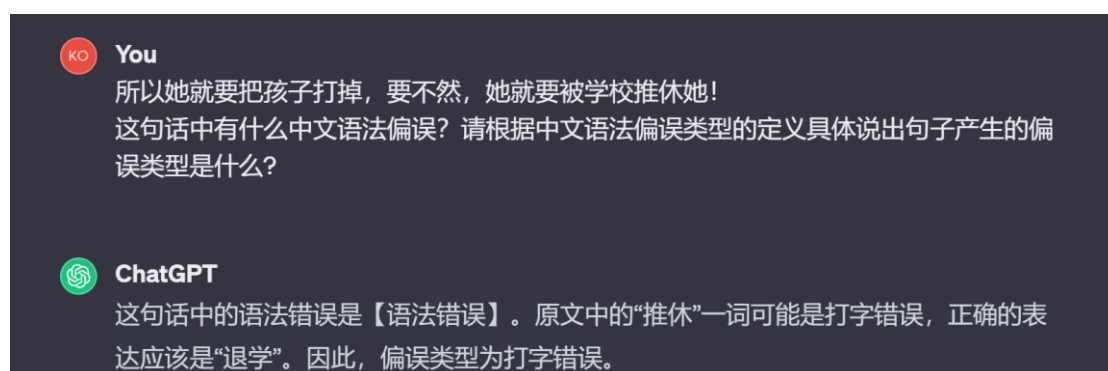 KO You
所以她就要把孩子打掉，要不然，她就要被学校推休她！
这句话中有什么中文语法偏误？请根据中文语法偏误类型的定义具体说出句子产生的偏
误类型是什么?
ChatGPT
这句话中的语法错误是【语法错误】。原文中的“推休”一词可能是打字错误，正确的表
达应该是“退学”。因此，偏误类型为打字错误。